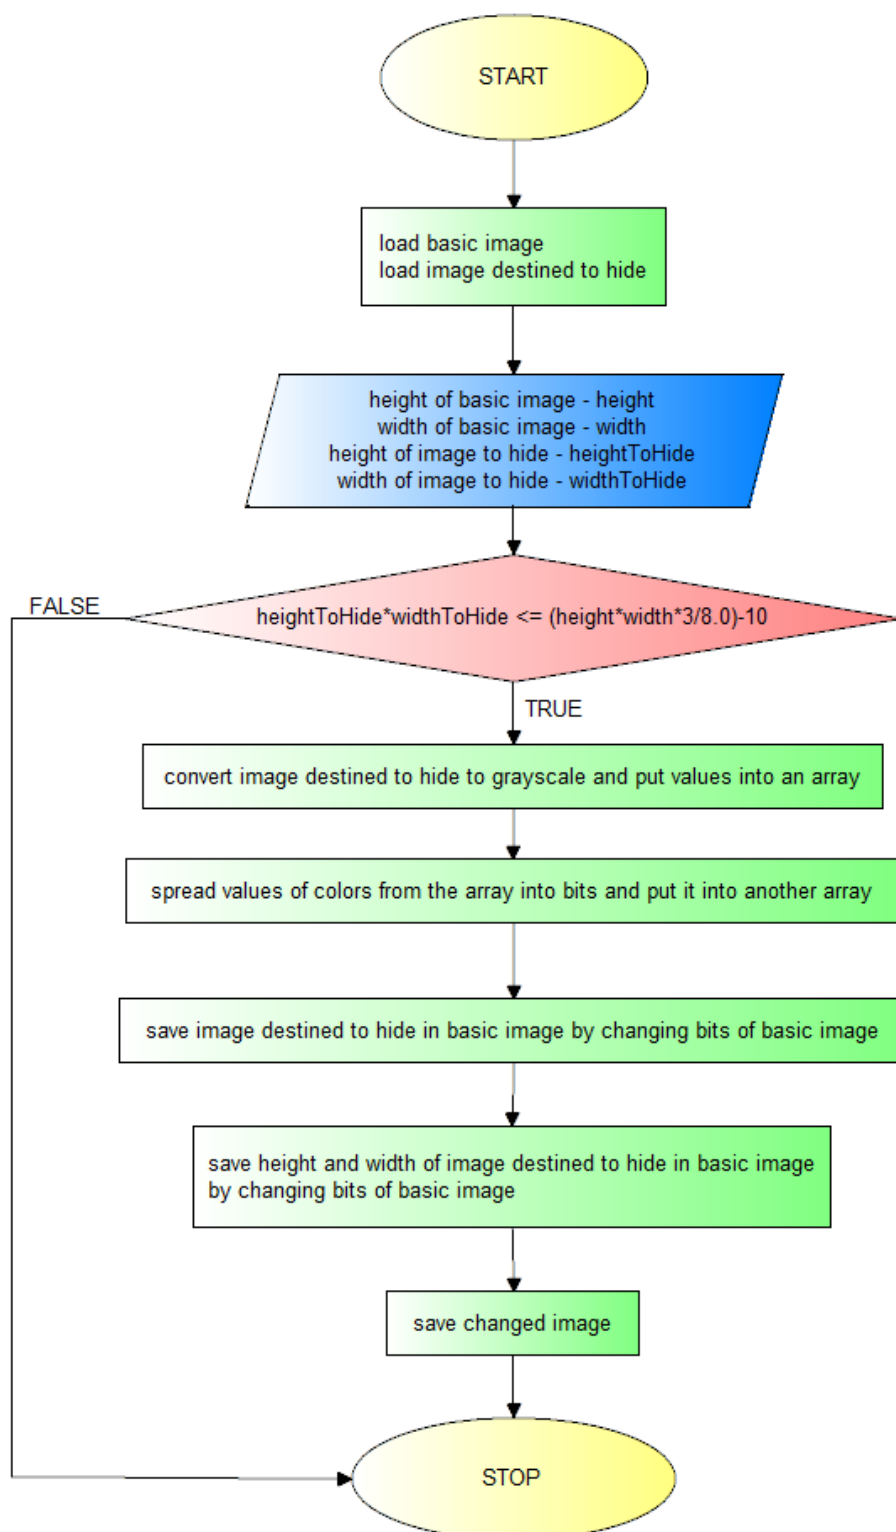 START
load basic image
load image destined to hide
height of basic image - height
width of basic image - width
height of image to hide - heightToHide
width of image to hide - widthToHide
FALSE
heightToHide*widthToHide <= (height*width*3/8.0)-10
TRUE
convert image destined to hide to grayscale and put values into an array
spread values of colors from the array into bits and put it into another array
save image destined to hide in basic image by changing bits of basic image
save height and width of image destined to hide in basic image
by changing bits of basic image
save changed image
STOP